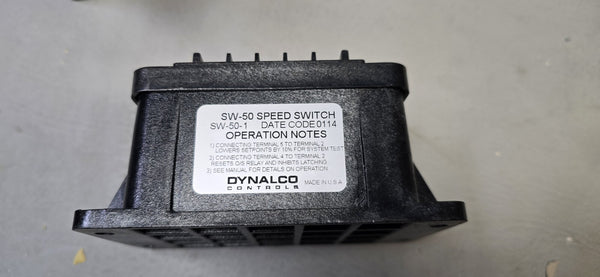 SW-50 SPEED SWITCH
SW-50-1 DATE CODE 0114
OPERATION NOTES
1) CONNECTING TERMINAL 5 TO TERMINAL 2
LOWERS SETPOINTS BY 10% FOR SYSTEM TEST
2) CONNECTING TERMINAL 4 TO TERMINAL 2
RESETS O/S RELAY AND INHIBITS LATCHING
3) SEE MANUAL FOR DETAILS ON OPERATION
DYNALCO
CONTROLS MADE IN U.S.A.